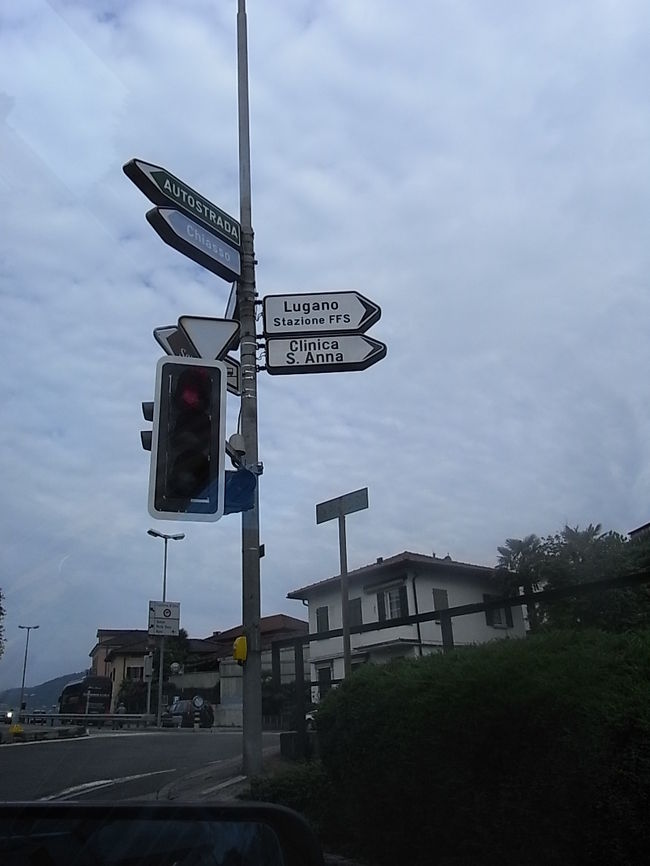 AUTOSTRADA
Chiasso
Lugano
Stazione FFS
Clinica
S. Anna